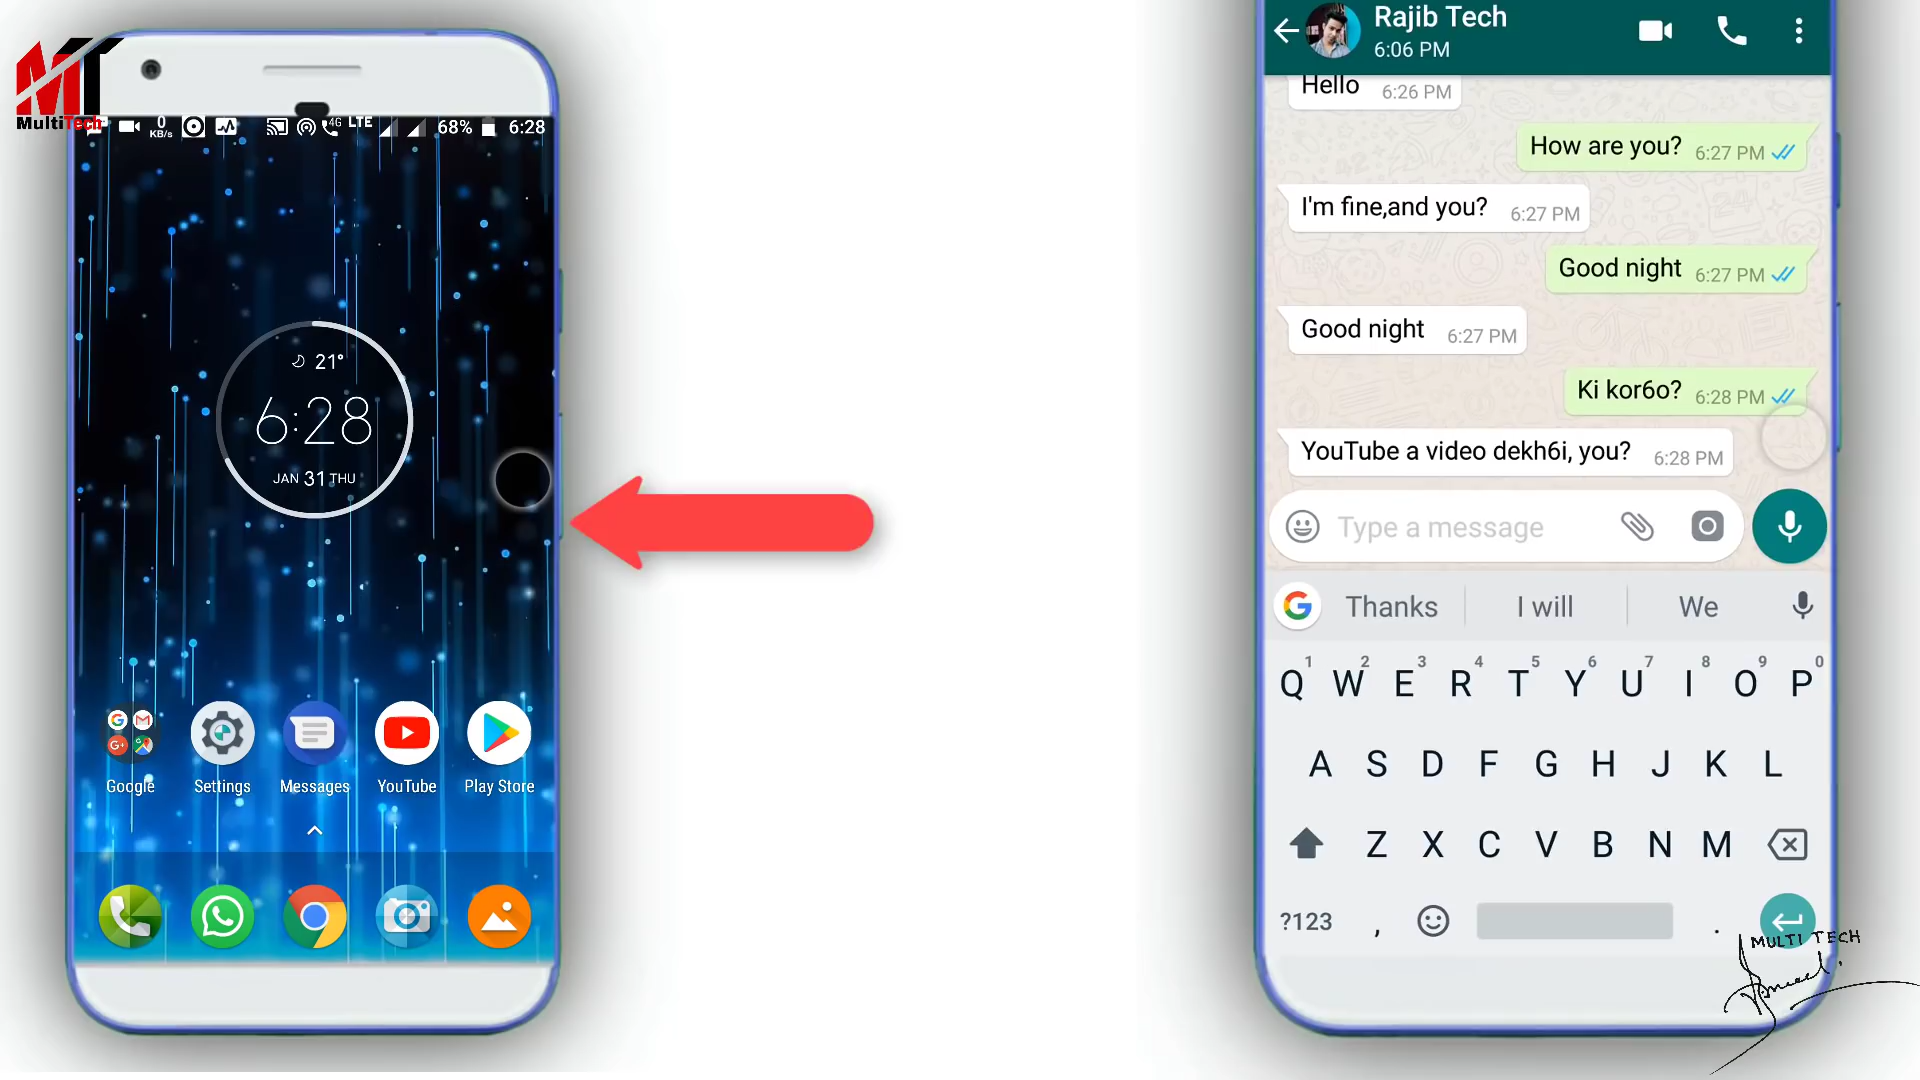 MT
MultiTech
0
KB/s
4G
LTE
68%
6:28
21°
6:28
JAN 31 THU
Google
Settings
Messages
YouTube
Play Store
Rajib Tech
6:06 PM
Hello 6:26 PM
How are you? 6:27 PM
I'm fine,and you? 6:27 PM
Good night 6:27 PM
Good night 6:27 PM
Ki kor6o? 6:28 PM
YouTube a video dekh6i, you? 6:28 PM
Type a message
Thanks I will We
1 2 3 4 5 6 7 8 9 0
Q W E R T Y U I O P
A S D F G H J K L
Z X C V B N M
?123 , .
MULTI TECH